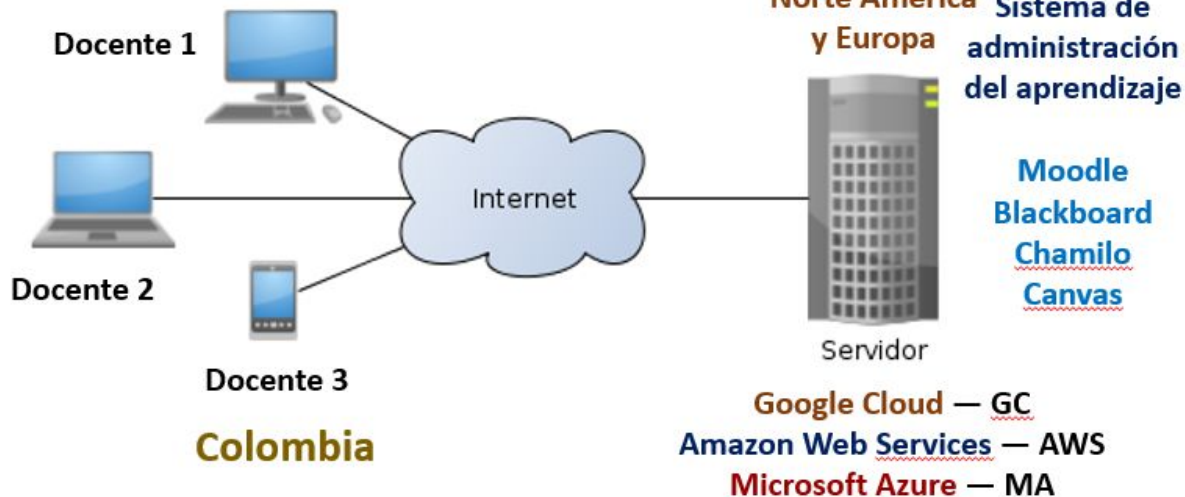 Norte América
y Europa
Sistema de
administración
del aprendizaje
Docente 1
Internet
Moodle
Blackboard
Chamilo
Canvas
Docente 2
Servidor
Docente 3
Colombia
Google Cloud — GC
Amazon Web Services — AWS
Microsoft Azure — MA